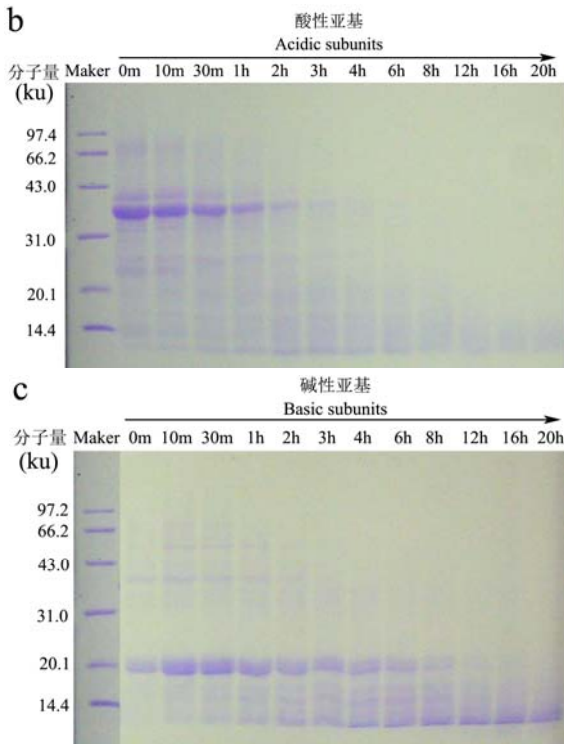 b
酸性亚基
Acidic subunits
分子量 Maker 0m 10m 30m 1h 2h 3h 4h 6h 8h 12h 16h 20h
(ku)
97.4
66.2
43.0
31.0
20.1
14.4
c
碱性亚基
Basic subunits
分子量 Maker 0m 10m 30m 1h 2h 3h 4h 6h 8h 12h 16h 20h
(ku)
97.2
66.2
43.0
31.0
20.1
14.4